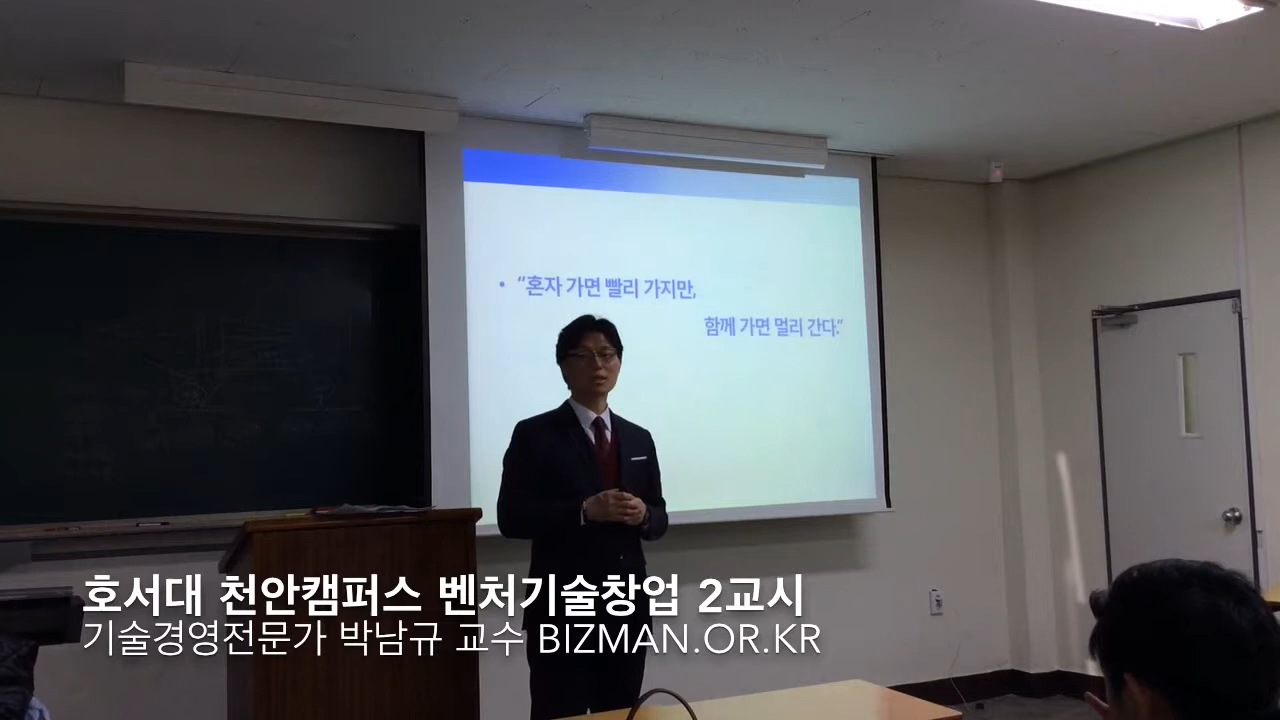 • “혼자 가면 빨리 가지만,
함께 가면 멀리 간다.“
호서대 천안캠퍼스 벤처기술창업 2교시
기술경영전문가 박남규 교수 BIZMAN.OR.KR